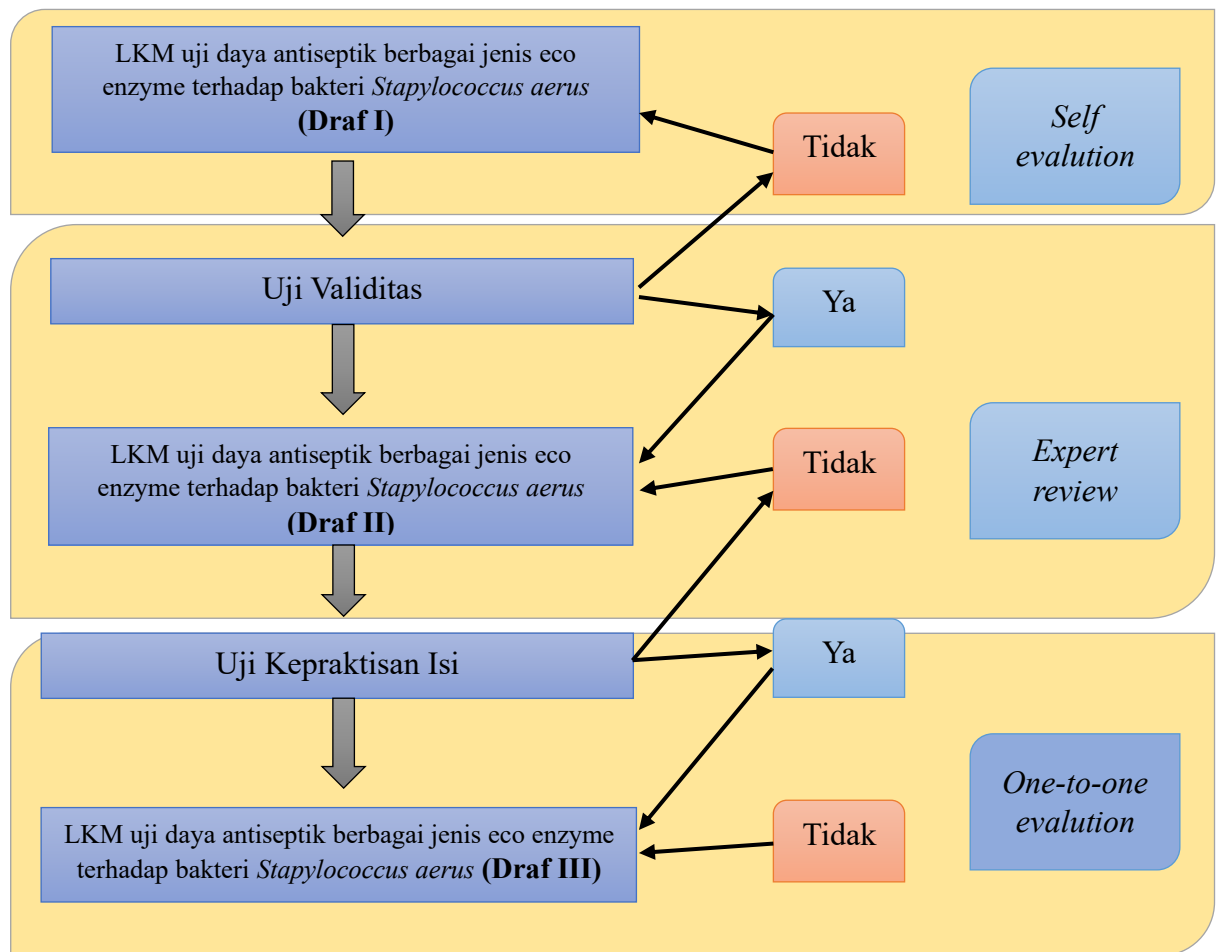 LKM uji daya antiseptik berbagai jenis eco
enzyme terhadap bakteri Stapylococcus aerus
(Draf I)
Tidak
Self
evalution
Uji Validitas
Ya
LKM uji daya antiseptik berbagai jenis eco
enzyme terhadap bakteri Stapylococcus aerus
(Draf II)
Tidak
Expert
review
Uji Kepraktisan Isi
Ya
LKM uji daya antiseptik berbagai jenis eco enzyme
terhadap bakteri Stapylococcus aerus (Draf III)
Tidak
One-to-one
evalution